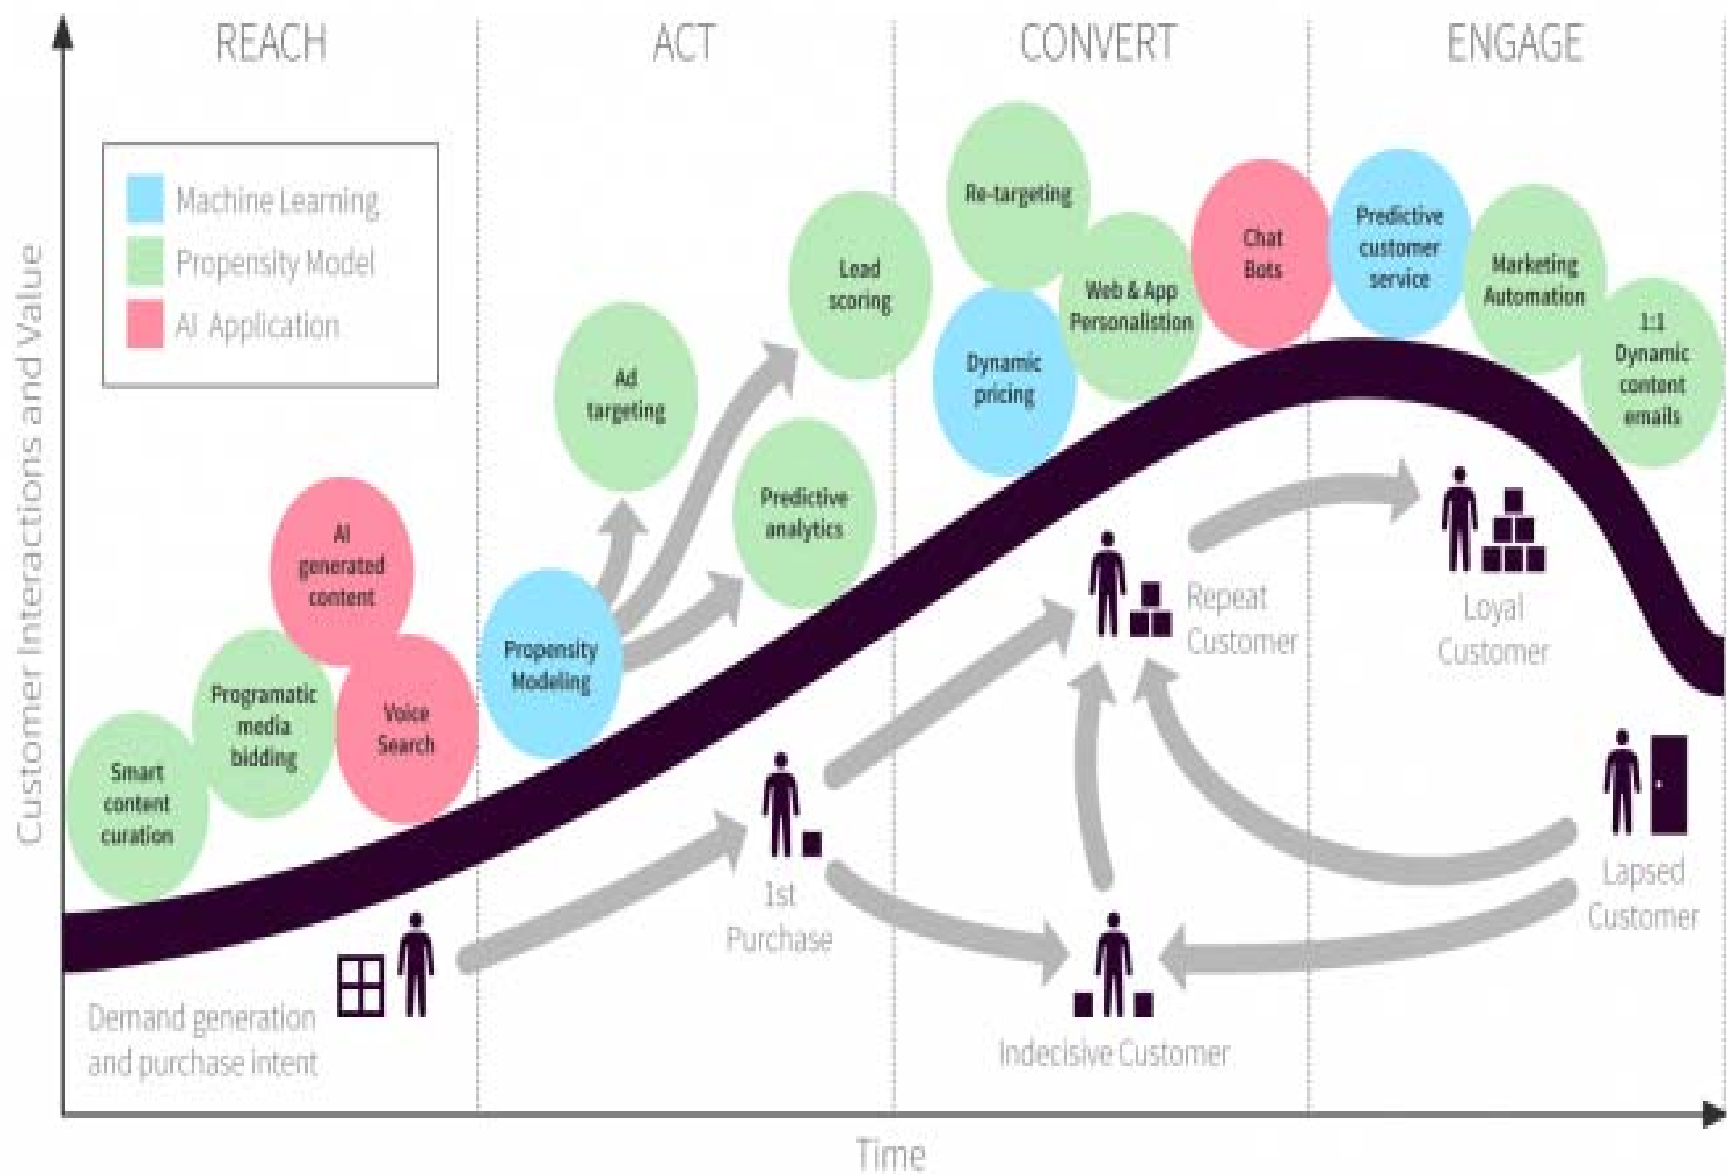 REACH
ACT
CONVERT
ENGAGE
Machine Learning
Propensity Model
AI Application
Customer Interactions and Value
Smart
content
curation
Programatic
media
bidding
AI
generated
content
Voice
Search
Propensity
Modeling
Ad
targeting
Lead
scoring
Predictive
analytics
Re-targeting
Dynamic
pricing
Web & App
Personalistion
Chat
Bots
Predictive
customer
service
Marketing
Automation
1:1
Dynamic
content
emails
Demand generation
and purchase intent
1st
Purchase
Repeat
Customer
Indecisive Customer
Loyal
Customer
Lapsed
Customer
Time